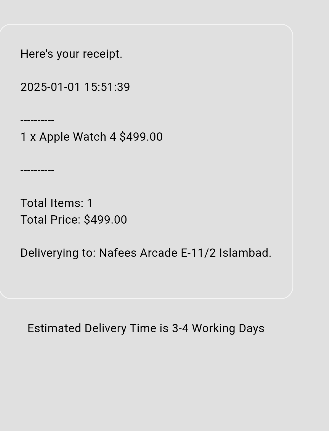 Here's your receipt.
2025-01-01 15:51:39
----------
1 x Apple Watch 4 $499.00
----------
Total Items: 1
Total Price: $499.00
Deliverying to: Nafees Arcade E-11/2 Islambad.
Estimated Delivery Time is 3-4 Working Days